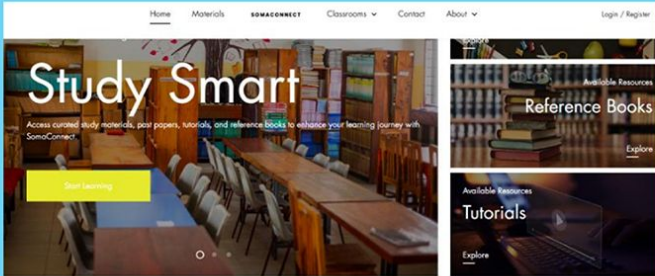 Home Materials SOMACONNECT Classrooms Contact About Login / Register
Study Smart
Access curated study materials, past papers, tutorials, and reference books to enhance your learning journey with
SomaConnect.
Start Learning
Explore
Available Resources
Reference Books
Explore
Available Resources
Tutorials
Explore